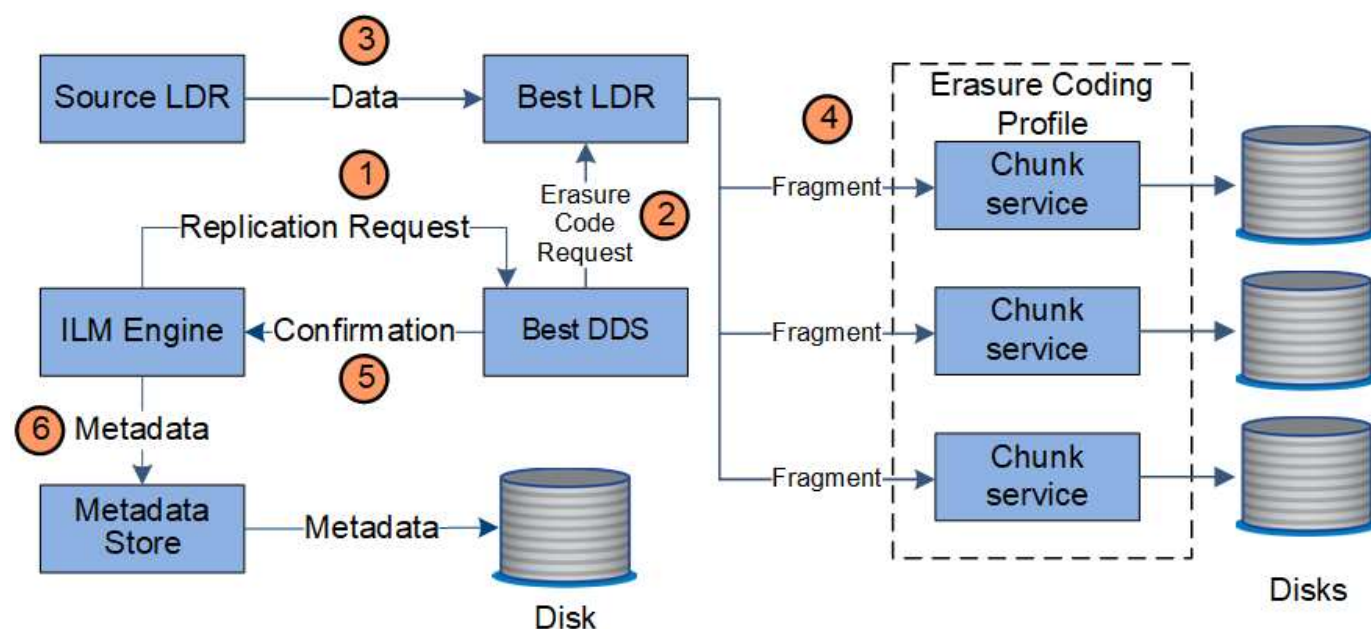 3
Source LDR
Data
Best LDR
1
Replication Request
Erasure
Code
Request
2
4
Erasure Coding
Profile
Fragment
Chunk
service
ILM Engine
Confirmation
Best DDS
5
Fragment
Chunk
service
6
Metadata
Fragment
Chunk
service
Metadata
Store
Metadata
Disk
Disks